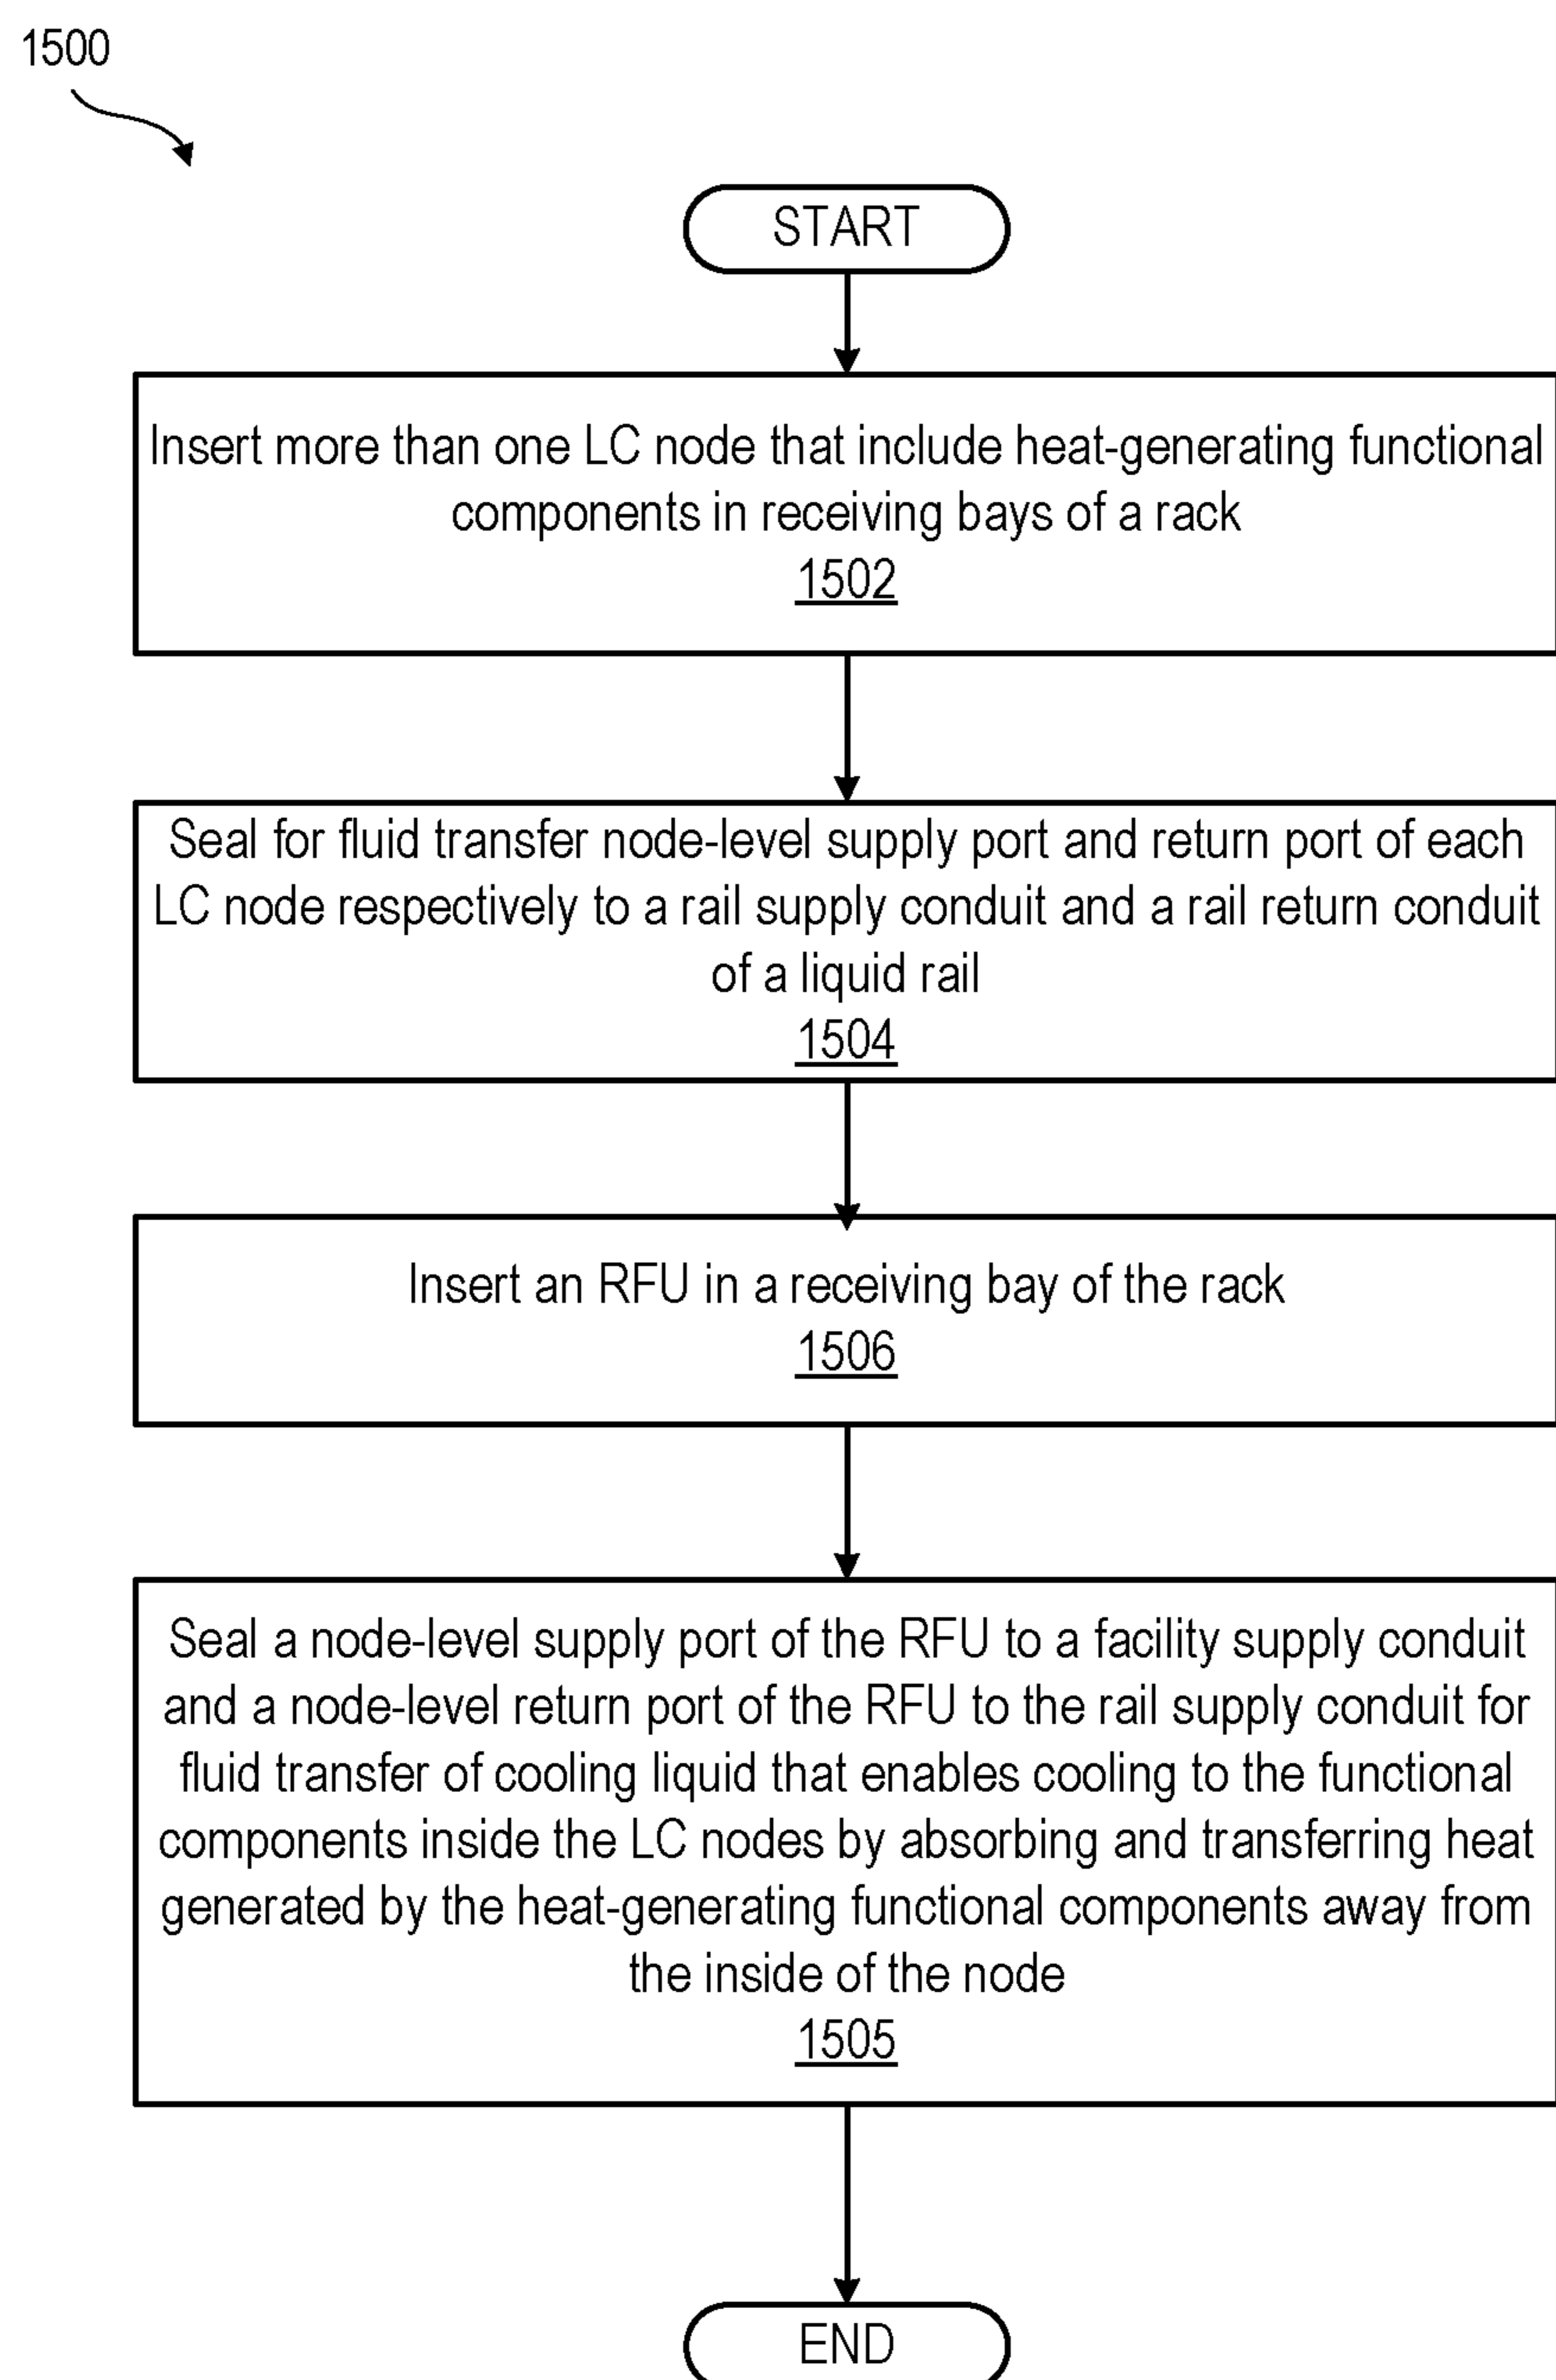 1500
START
Insert more than one LC node that include heat-generating functional
components in receiving bays of a rack
1502
Seal for fluid transfer node-level supply port and return port of each
LC node respectively to a rail supply conduit and a rail return conduit
of a liquid rail
1504
Insert an RFU in a receiving bay of the rack
1506
Seal a node-level supply port of the RFU to a facility supply conduit
and a node-level return port of the RFU to the rail supply conduit for
fluid transfer of cooling liquid that enables cooling to the functional
components inside the LC nodes by absorbing and transferring heat
generated by the heat-generating functional components away from
the inside of the node
1505
END